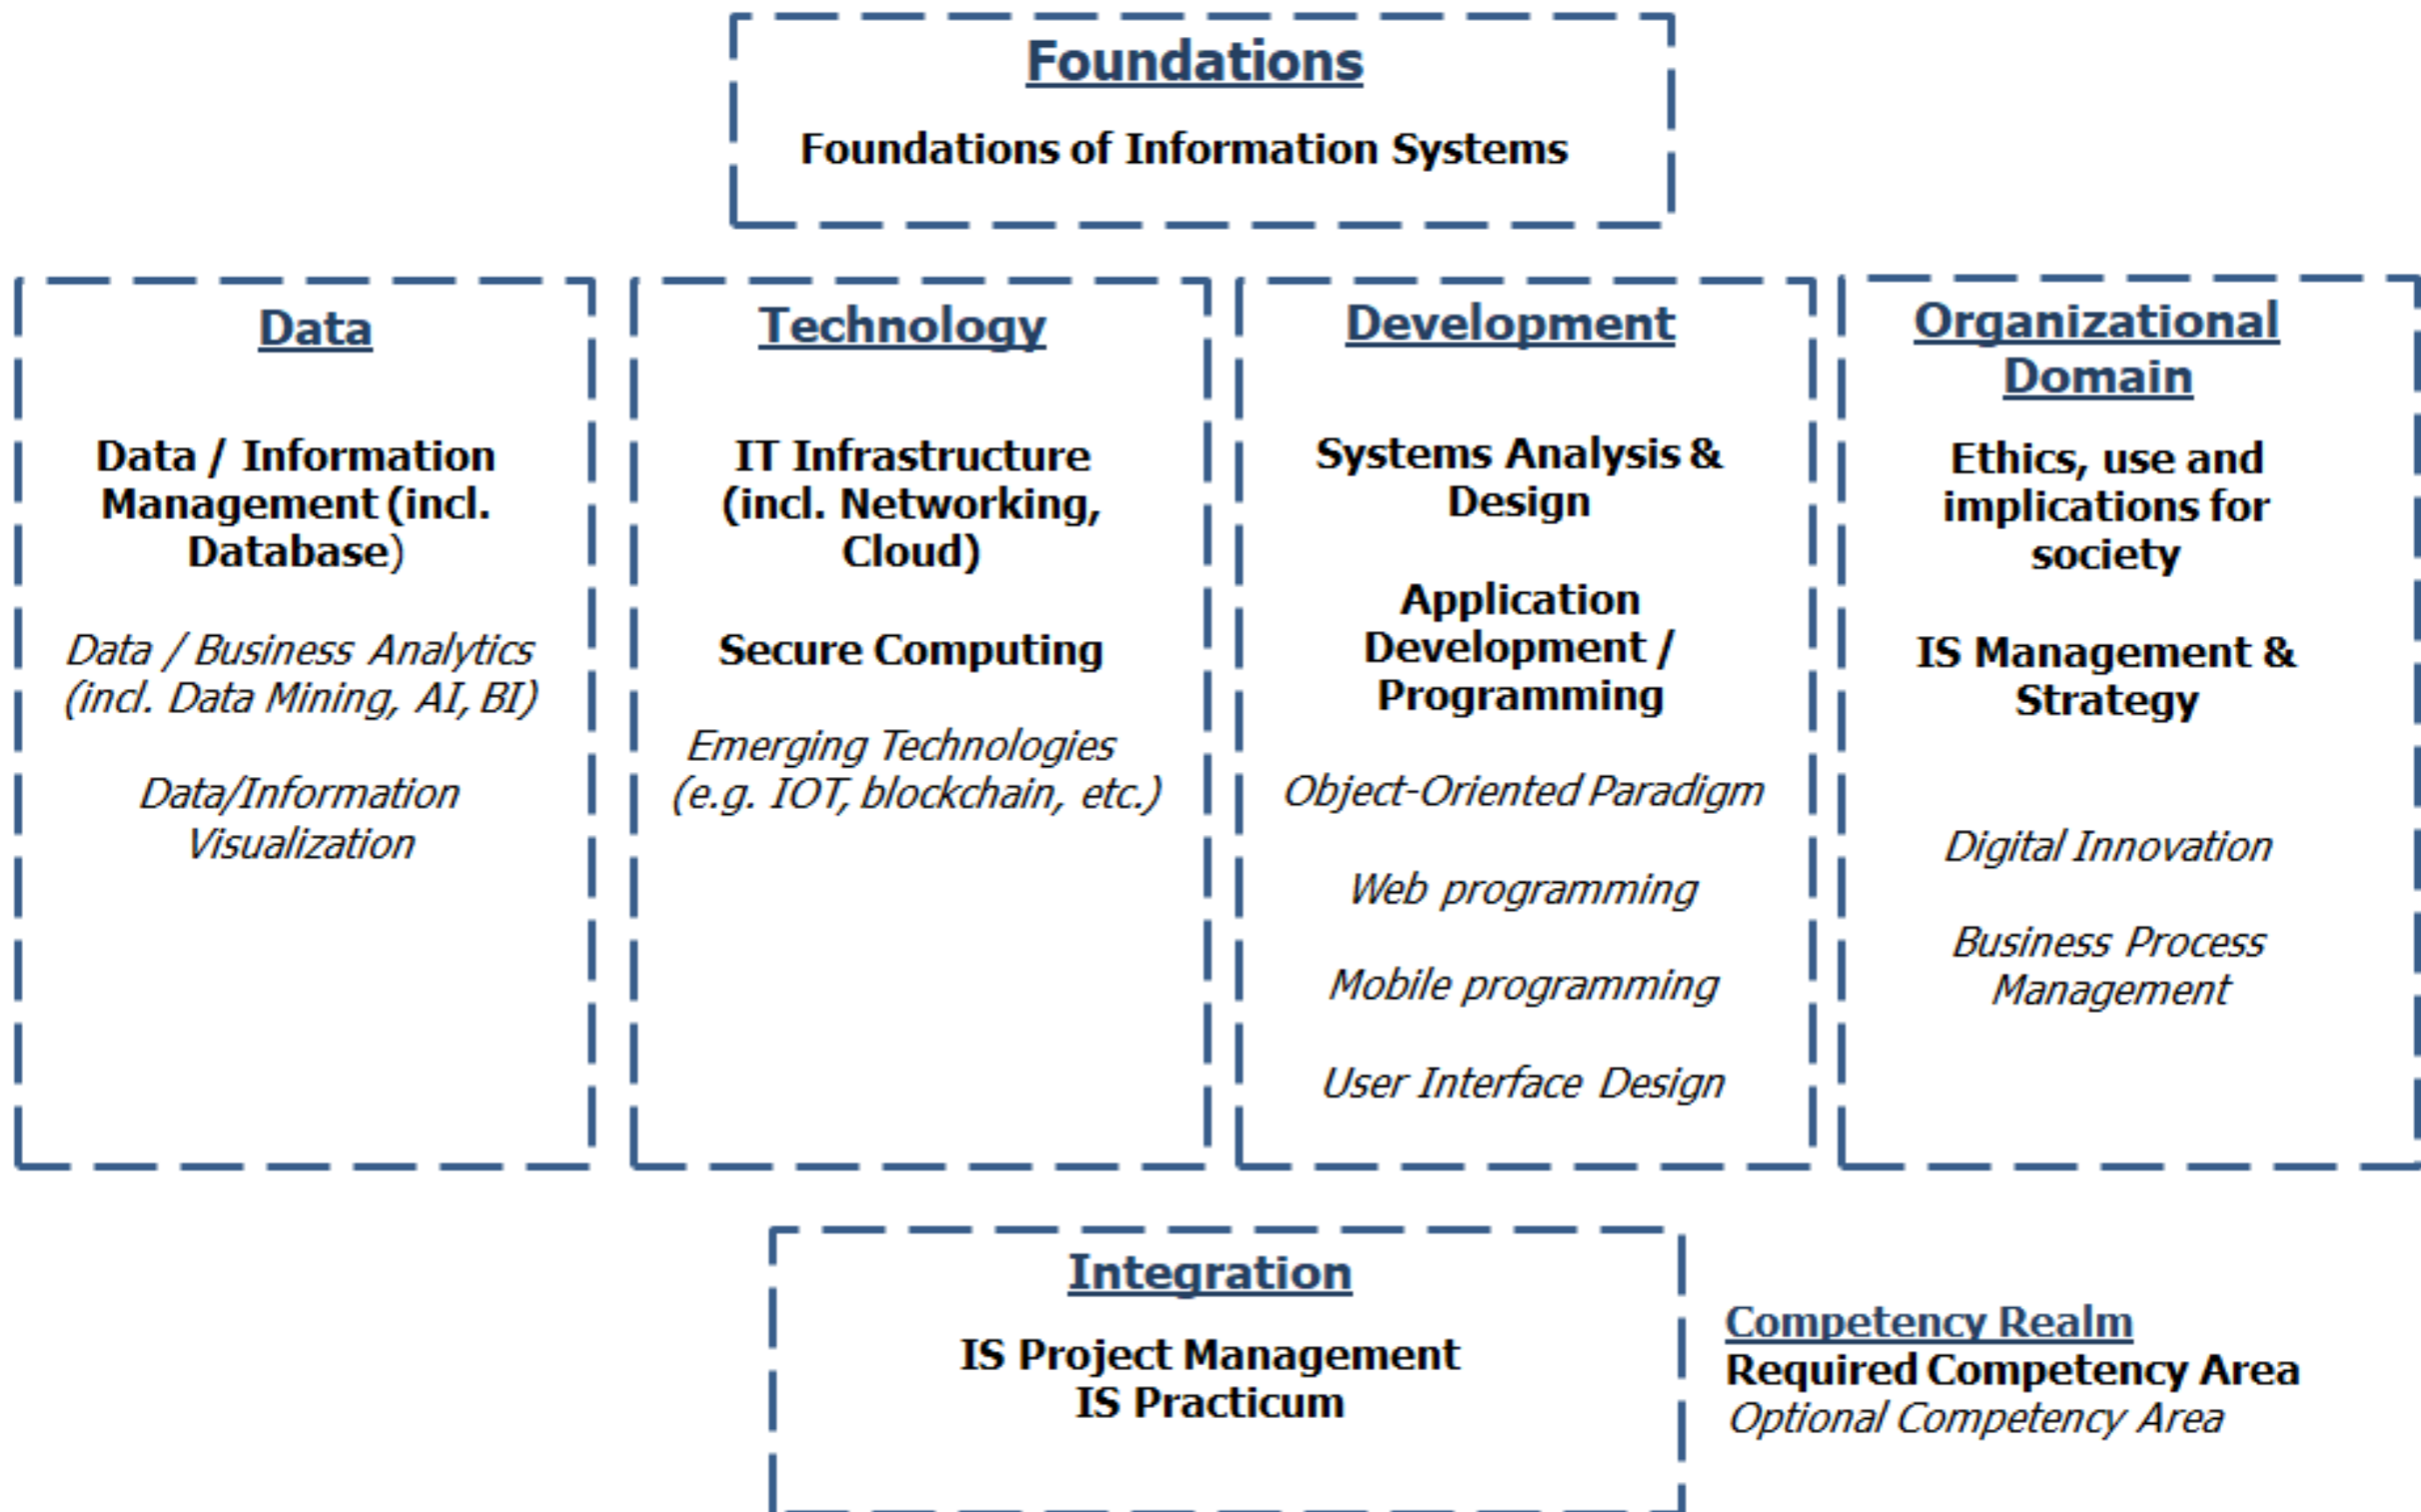 Foundations
Foundations of Information Systems
Data
Data / Information
Management (incl.
Database)
Data / Business Analytics
(incl. Data Mining, AI, BI)
Data/Information
Visualization
Technology
IT Infrastructure
(incl. Networking,
Cloud)
Secure Computing
Emerging Technologies
(e.g. IOT, blockchain, etc.)
Development
Systems Analysis &
Design
Application
Development /
Programming
Object-Oriented Paradigm
Web programming
Mobile programming
User Interface Design
Organizational
Domain
Ethics, use and
implications for
society
IS Management &
Strategy
Digital Innovation
Business Process
Management
Integration
IS Project Management
IS Practicum
Competency Realm
Required Competency Area
Optional Competency Area